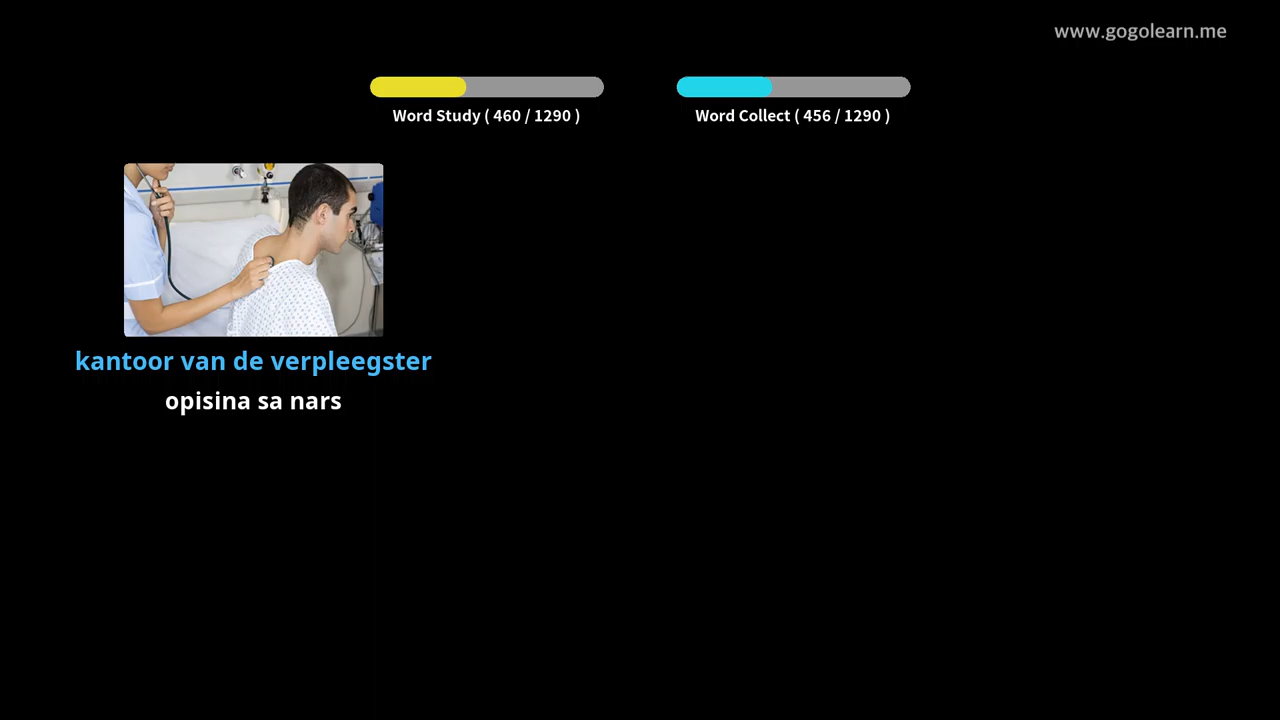 www.gogolearn.me
Word Study ( 460 / 1290 )
Word Collect ( 456 / 1290 )
kantoor van de verpleegster
opisina sa nars